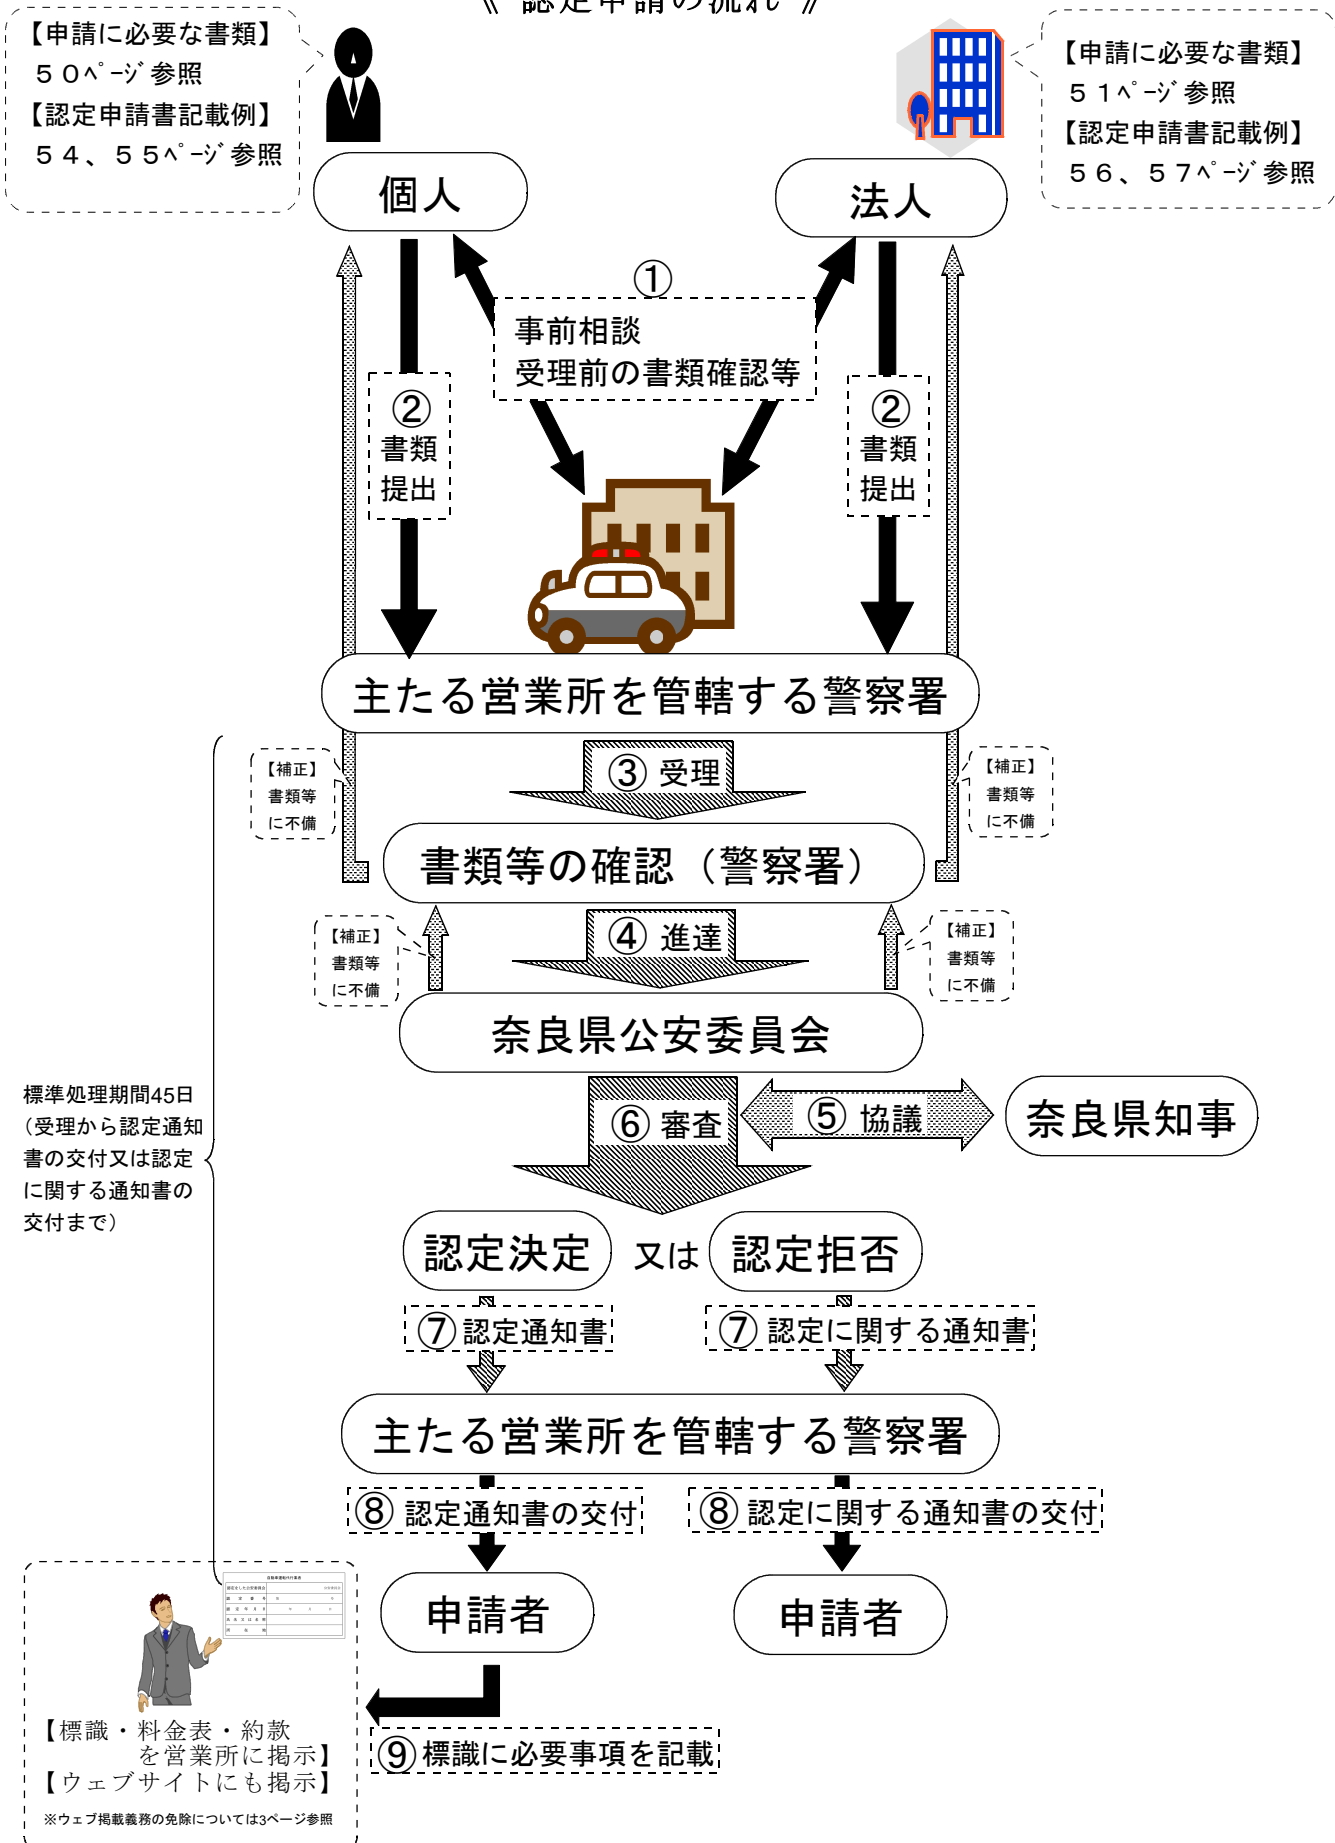 《 認定申請の流れ 》
【申請に必要な書類】
５０ページ参照
【認定申請書記載例】
５４、５５ページ参照
【申請に必要な書類】
５１ページ参照
【認定申請書記載例】
５６、５７ページ参照
個人
法人
①
事前相談
受理前の書類確認等
②
書類
提出
②
書類
提出
主たる営業所を管轄する警察署
③ 受理
【補正】
書類等
に不備
【補正】
書類等
に不備
書類等の確認（警察署）
④ 進達
【補正】
書類等
に不備
【補正】
書類等
に不備
奈良県公安委員会
⑥ 審査
⑤ 協議
奈良県知事
標準処理期間45日
（受理から認定通知
書の交付又は認定
に関する通知書の
交付まで）
認定決定 又は 認定拒否
⑦ 認定通知書
⑦ 認定に関する通知書
主たる営業所を管轄する警察署
⑧ 認定通知書の交付
⑧ 認定に関する通知書の交付
申請者
申請者
⑨ 標識に必要事項を記載
【標識・料金表・約款
を営業所に掲示】
【ウェブサイトにも掲示】
※ウェブ掲載義務の免除については3ページ参照